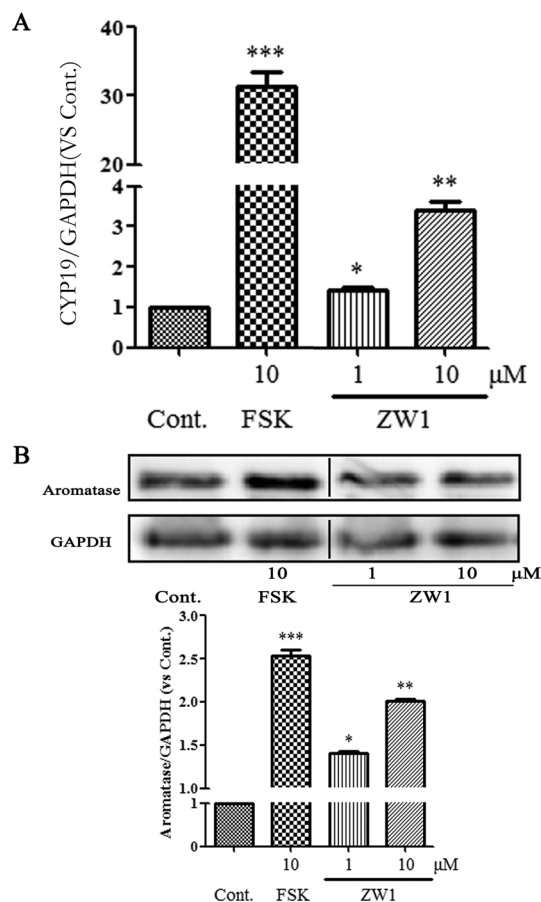 A
CYP19/GAPDH(VS Cont.)
40
30
20
4
3
2
1
0
***
*
**
10 1 10 μM
Cont. FSK ZW1
B
Aromatase
GAPDH
10 1 10 μM
Cont. FSK ZW1
Aromatase/GAPDH (vs Cont.)
3.0
2.5
2.0
1.5
1.0
1
0
***
*
**
10 1 10 μM
Cont. FSK ZW1